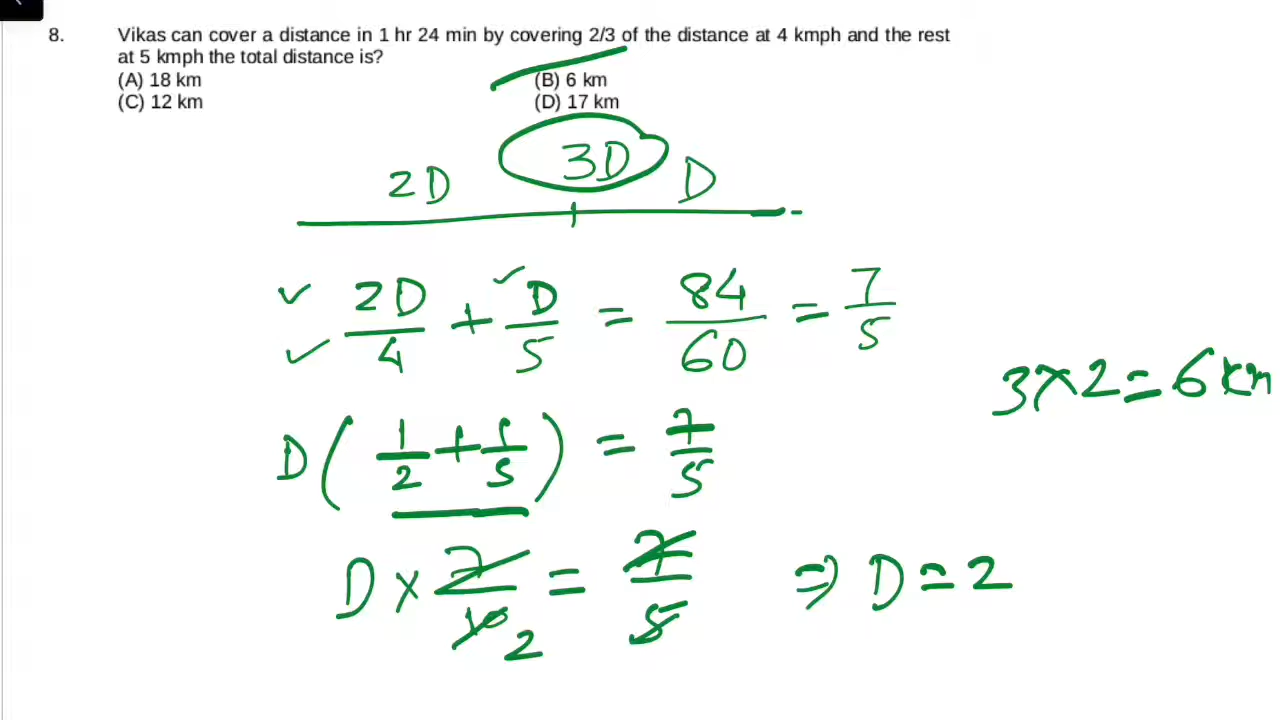 8. Vikas can cover a distance in 1 hr 24 min by covering 2/3 of the distance at 4 kmph and the rest
at 5 kmph the total distance is?
(A) 18 km (B) 6 km
(C) 12 km (D) 17 km
2D 3D D
2D/4 + D/5 = 84/60 = 7/5
3×2=6km
D(1/2+1/5) = 7/5
D×7/10 2 = 7/5 ⇒ D=2